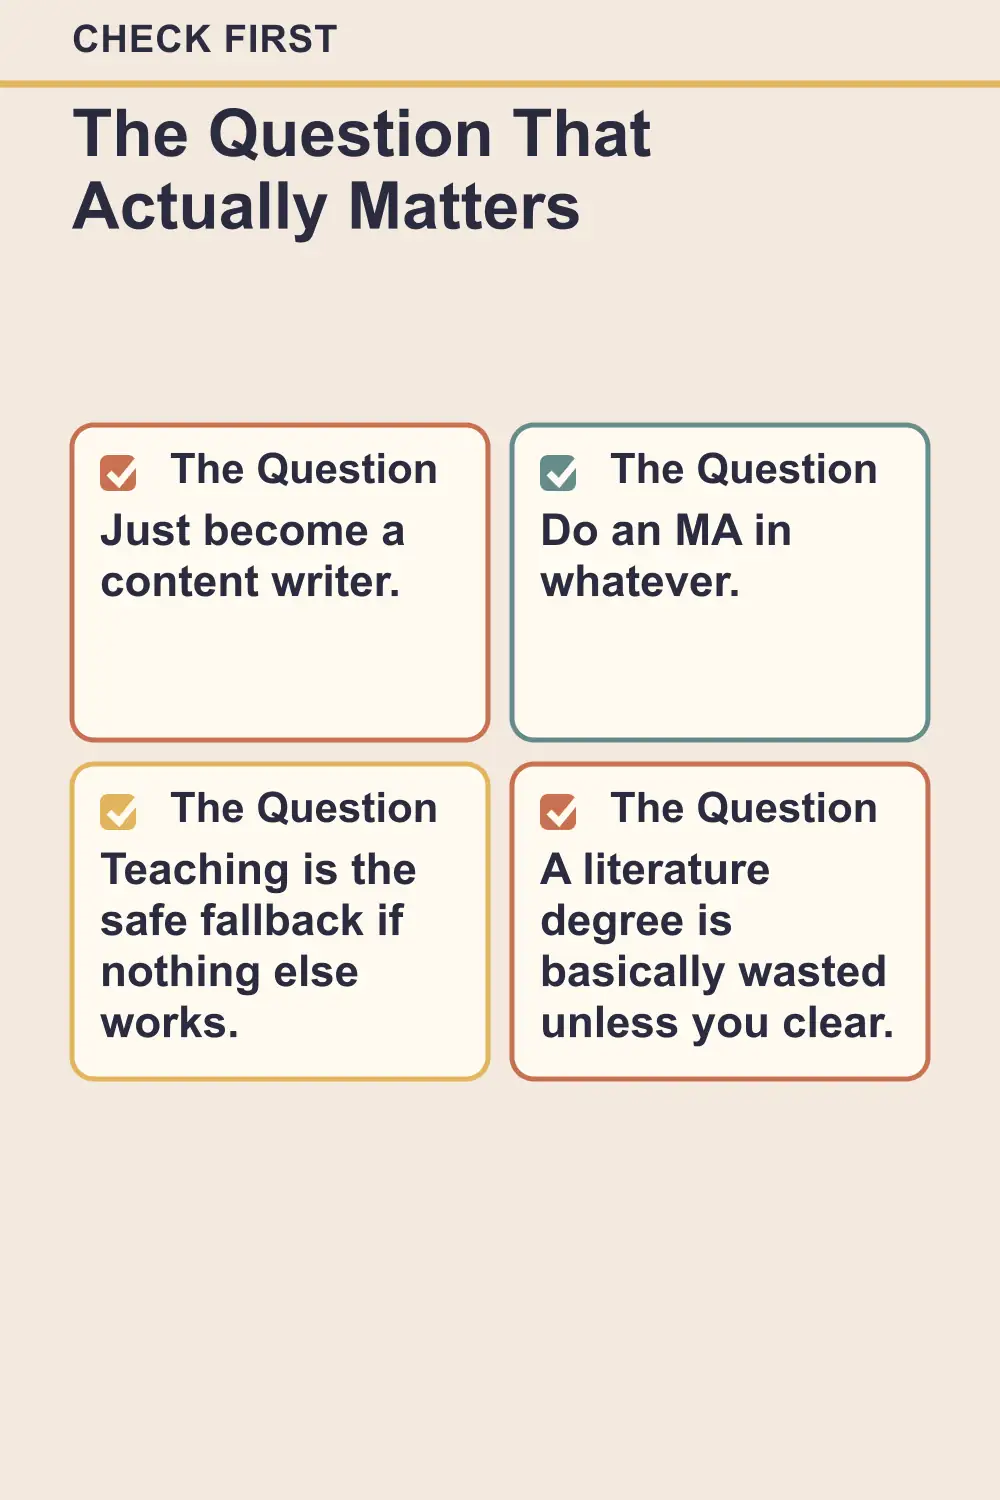 CHECK FIRST
The Question That
Actually Matters
The Question
Just become a
content writer.
The Question
Do an MA in
whatever.
The Question
Teaching is the
safe fallback if
nothing else
works.
The Question
A literature
degree is
basically wasted
unless you clear.